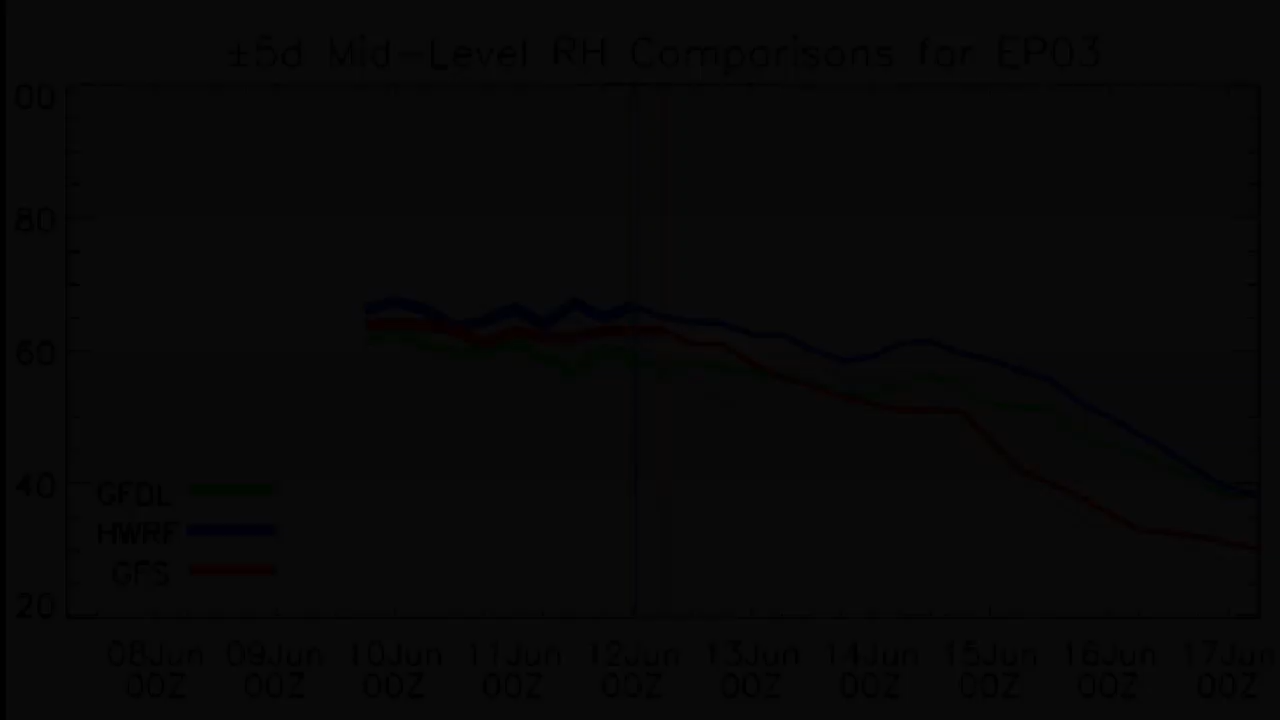 ±5d Mid-Level RH Comparisons for EP03
00
80
60
40
20
GFDL
HWRF
GFS
08Jun 09Jun 10Jun 11Jun 12Jun 13Jun 14Jun 15Jun 16Jun 17Jun
00Z 00Z 00Z 00Z 00Z 00Z 00Z 00Z 00Z 00Z